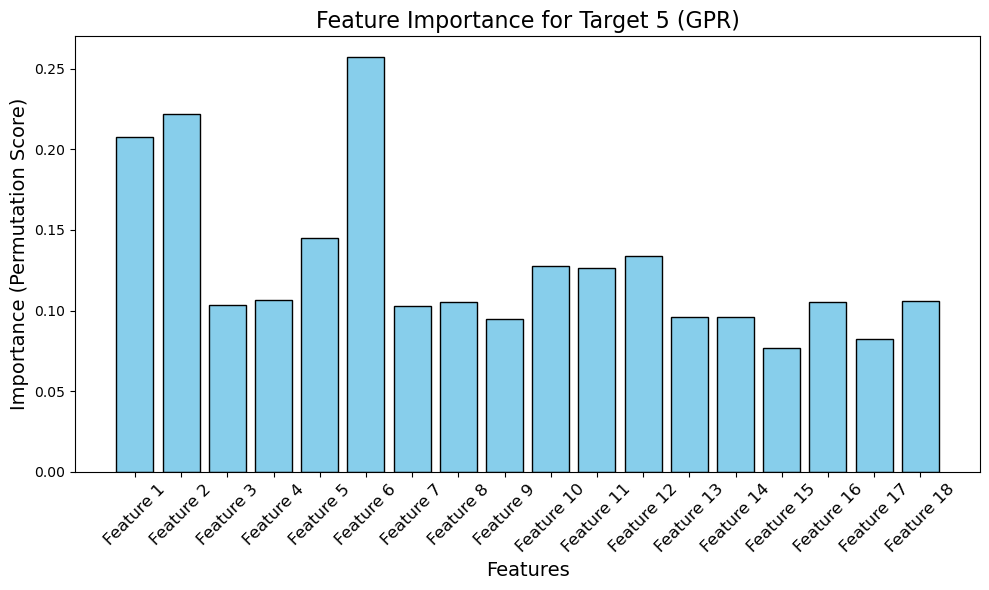 Feature Importance for Target 5 (GPR)
Importance (Permutation Score)
0.25
0.20
0.15
0.10
0.05
0.00
Feature 1
Feature 2
Feature 3
Feature 4
Feature 5
Feature 6
Feature 7
Feature 8
Feature 9
Feature 10
Feature 11
Feature 12
Feature 13
Feature 14
Feature 15
Feature 16
Feature 17
Feature 18
Features